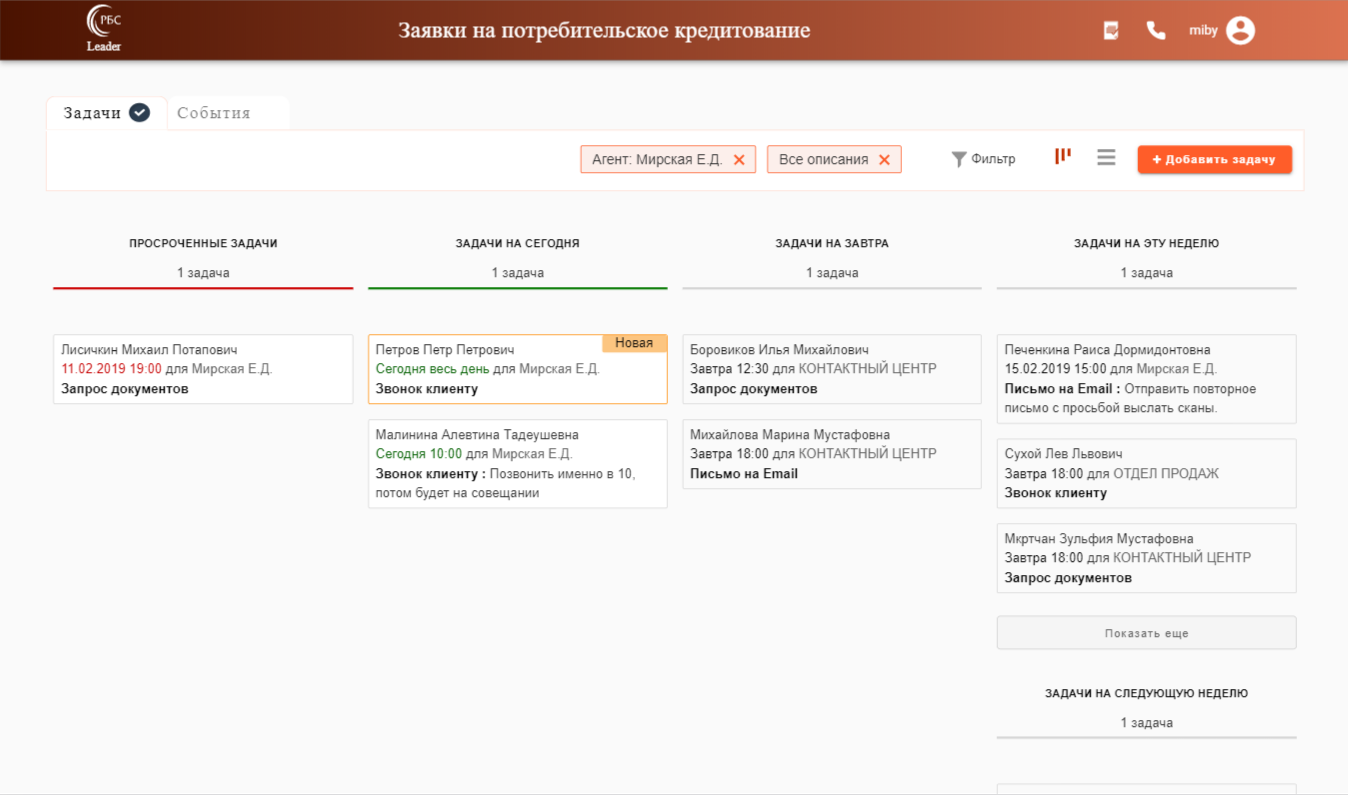 РБС
Leader
Заявки на потребительское кредитование
miby
Задачи
События
Агент: Мирская Е.Д.
Все описания
Фильтр
+ Добавить задачу
ПРОСРОЧЕННЫЕ ЗАДАЧИ
1 задача
Лисичкин Михаил Потапович
11.02.2019 19:00 для Мирская Е.Д.
Запрос документов
ЗАДАЧИ НА СЕГОДНЯ
1 задача
Новая
Петров Петр Петрович
Сегодня весь день для Мирская Е.Д.
Звонок клиенту
Малинина Алевтина Тадеушевна
Сегодня 10:00 для Мирская Е.Д.
Звонок клиенту : Позвонить именно в 10,
потом будет на совещании
ЗАДАЧИ НА ЗАВТРА
1 задача
Боровиков Илья Михайлович
Завтра 12:30 для КОНТАКТНЫЙ ЦЕНТР
Запрос документов
Михайлова Марина Мустафовна
Завтра 18:00 для КОНТАКТНЫЙ ЦЕНТР
Письмо на Email
ЗАДАЧИ НА ЭТУ НЕДЕЛЮ
1 задача
Печенкина Раиса Дормидонтовна
15.02.2019 15:00 для Мирская Е.Д.
Письмо на Email : Отправить повторное
письмо с просьбой выслать сканы.
Сухой Лев Львович
Завтра 18:00 для ОТДЕЛ ПРОДАЖ
Звонок клиенту
Мкртчан Зульфия Мустафовна
Завтра 18:00 для КОНТАКТНЫЙ ЦЕНТР
Запрос документов
Показать еще
ЗАДАЧИ НА СЛЕДУЮЩУЮ НЕДЕЛЮ
1 задача